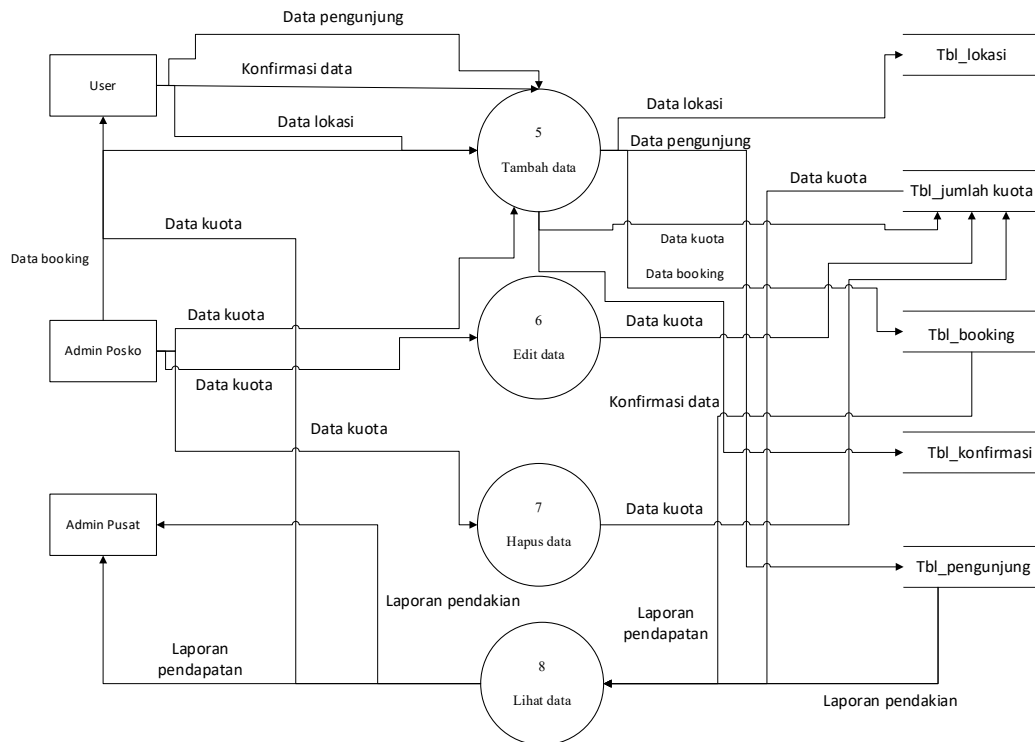 Data pengunjung
Tbl_lokasi
Konfirmasi data
User
Data lokasi
Data lokasi
5
Data pengunjung
Tambah data
Data kuota
Tbl_jumlah kuota
Data kuota
Data kuota
Data booking
Data booking
Data kuota
6
Data kuota
Tbl_booking
Admin Posko
Edit data
Data kuota
Konfirmasi data
Data kuota
Tbl_konfirmasi
7
Data kuota
Admin Pusat
Hapus data
Tbl_pengunjung
Laporan pendakian
Laporan
pendapatan
Laporan
pendapatan
8
Lihat data
Laporan pendakian